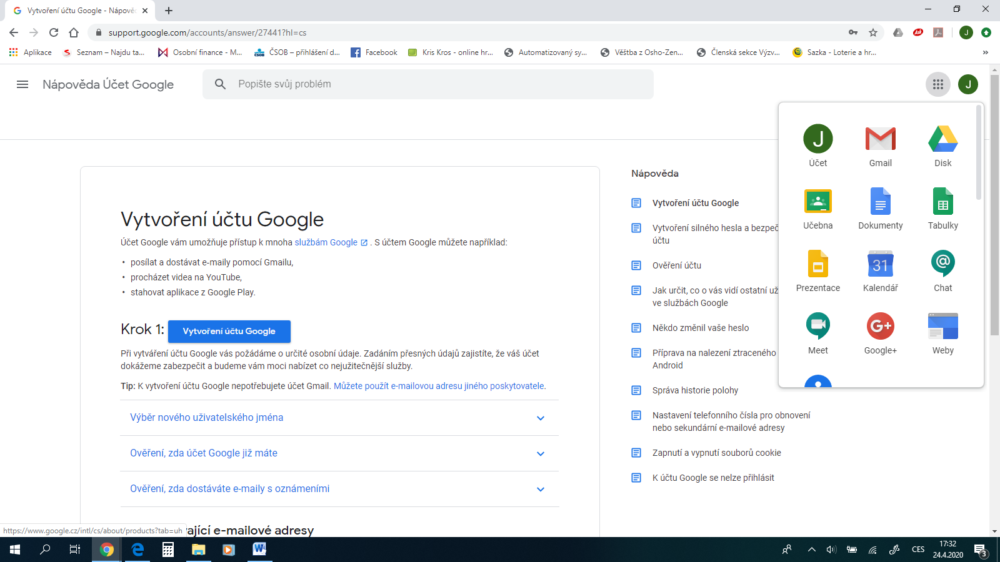 Vytvoření účtu Google - Nápověd
support.google.com/accounts/answer/27441?hl=cs
J
Aplikace
Seznam – Najdu ta...
Osobní finance - M...
ČSOB – přihlášení d...
Facebook
Kris Kros - online hr...
Automatizovaný sy...
Věštba z Osho-Zen...
Členská sekce Výzv...
Sazka - Loterie a hr...
»
Nápověda Účet Google
Popište svůj problém
J
J
Účet
Gmail
Disk
Učebna
Dokumenty
Tabulky
Prezentace
31
Kalendář
Chat
Meet
G+
Google+
Weby
Vytvoření účtu Google
Účet Google vám umožňuje přístup k mnoha službám Google . S účtem Google můžete například:
• posílat a dostávat e-maily pomocí Gmailu,
• procházet videa na YouTube,
• stahovat aplikace z Google Play.
Krok 1: Vytvoření účtu Google
Při vytváření účtu Google vás požádáme o určité osobní údaje. Zadáním přesných údajů zajistíte, že váš účet
dokážeme zabezpečit a budeme vám moci nabízet co nejužitečnější služby.
Tip: K vytvoření účtu Google nepotřebujete účet Gmail. Můžete použít e-mailovou adresu jiného poskytovatele.
Výběr nového uživatelského jména
Ověření, zda účet Google již máte
Ověření, zda dostáváte e-maily s oznámeními
ající e-mailové adresy
Nápověda
Vytvoření účtu Google
Vytvoření silného hesla a bezpeč
účtu
Ověření účtu
Jak určit, co o vás vidí ostatní už
ve službách Google
Někdo změnil vaše heslo
Příprava na nalezení ztraceného
Android
Správa historie polohy
Nastavení telefonního čísla pro obnovení
nebo sekundární e-mailové adresy
Zapnutí a vypnutí souborů cookie
K účtu Google se nelze přihlásit
https://www.google.cz/intl/cs/about/products?tab=uh
CES
17:32
24.4.2020
3